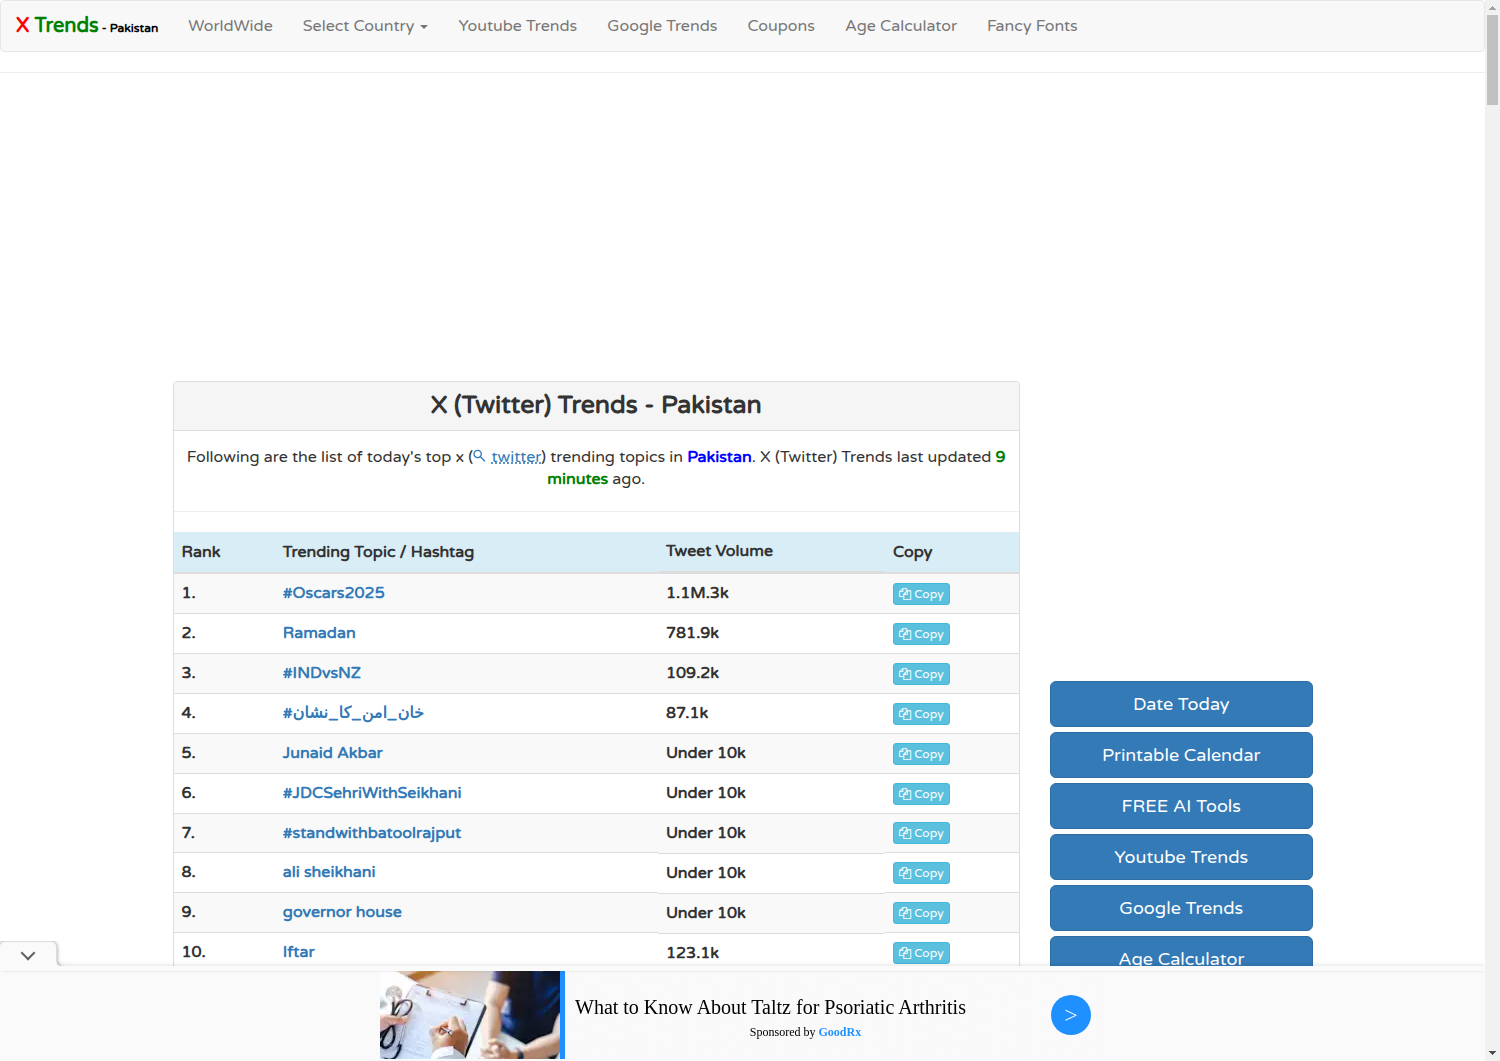 X Trends - Pakistan WorldWide Select Country Youtube Trends Google Trends Coupons Age Calculator Fancy Fonts
X (Twitter) Trends - Pakistan
Following are the list of today's top x ( twitter) trending topics in Pakistan. X (Twitter) Trends last updated 9
minutes ago.
Rank Trending Topic / Hashtag Tweet Volume Copy
1. #Oscars2025 1.1M.3k Copy
2. Ramadan 781.9k Copy
3. #INDvsNZ 109.2k Copy
4. #خان_امن_کا_نشان 87.1k Copy
5. Junaid Akbar Under 10k Copy
6. #JDCSehriWithSeikhani Under 10k Copy
7. #standwithbatoolrajput Under 10k Copy
8. ali sheikhani Under 10k Copy
9. governor house Under 10k Copy
10. Iftar 123.1k Copy
Date Today
Printable Calendar
FREE AI Tools
Youtube Trends
Google Trends
Age Calculator
What to Know About Taltz for Psoriatic Arthritis
Sponsored by GoodRx
>